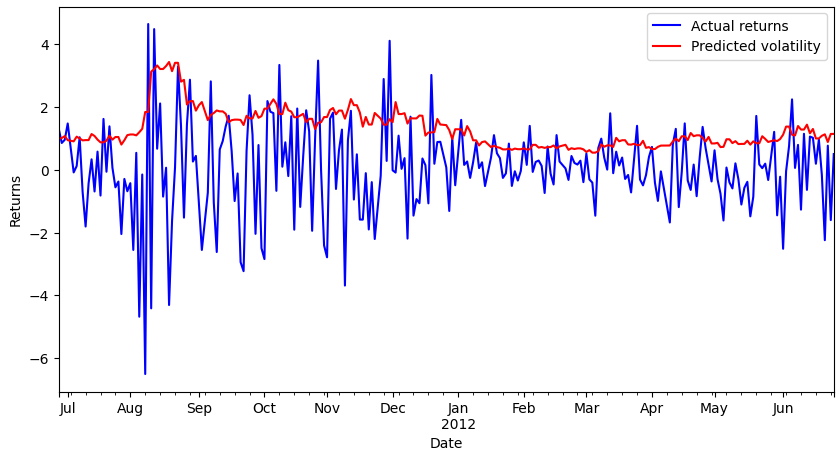 Actual returns
Predicted volatility
4
2
0
−2
−4
−6
Returns
Jul Aug Sep Oct Nov Dec Jan Feb Mar Apr May Jun
2012
Date